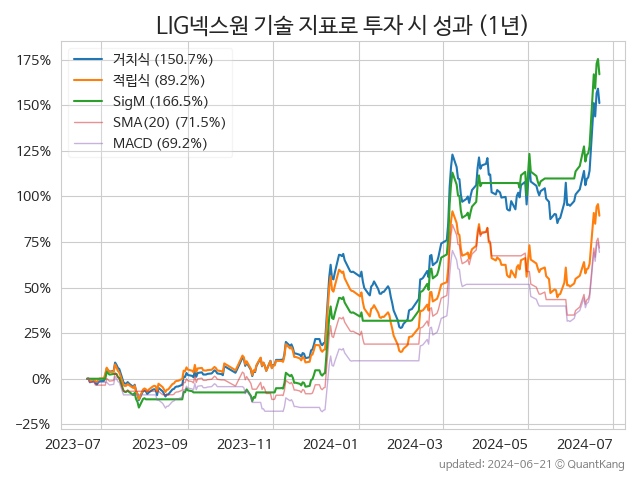 LIG넥스원 기술 지표로 투자 시 성과 (1년)
거치식 (150.7%)
적립식 (89.2%)
SigM (166.5%)
SMA(20) (71.5%)
MACD (69.2%)
175%
150%
125%
100%
75%
50%
25%
0%
−25%
2023-07 2023-09 2023-11 2024-01 2024-03 2024-05 2024-07
updated: 2024-06-21 © QuantKang